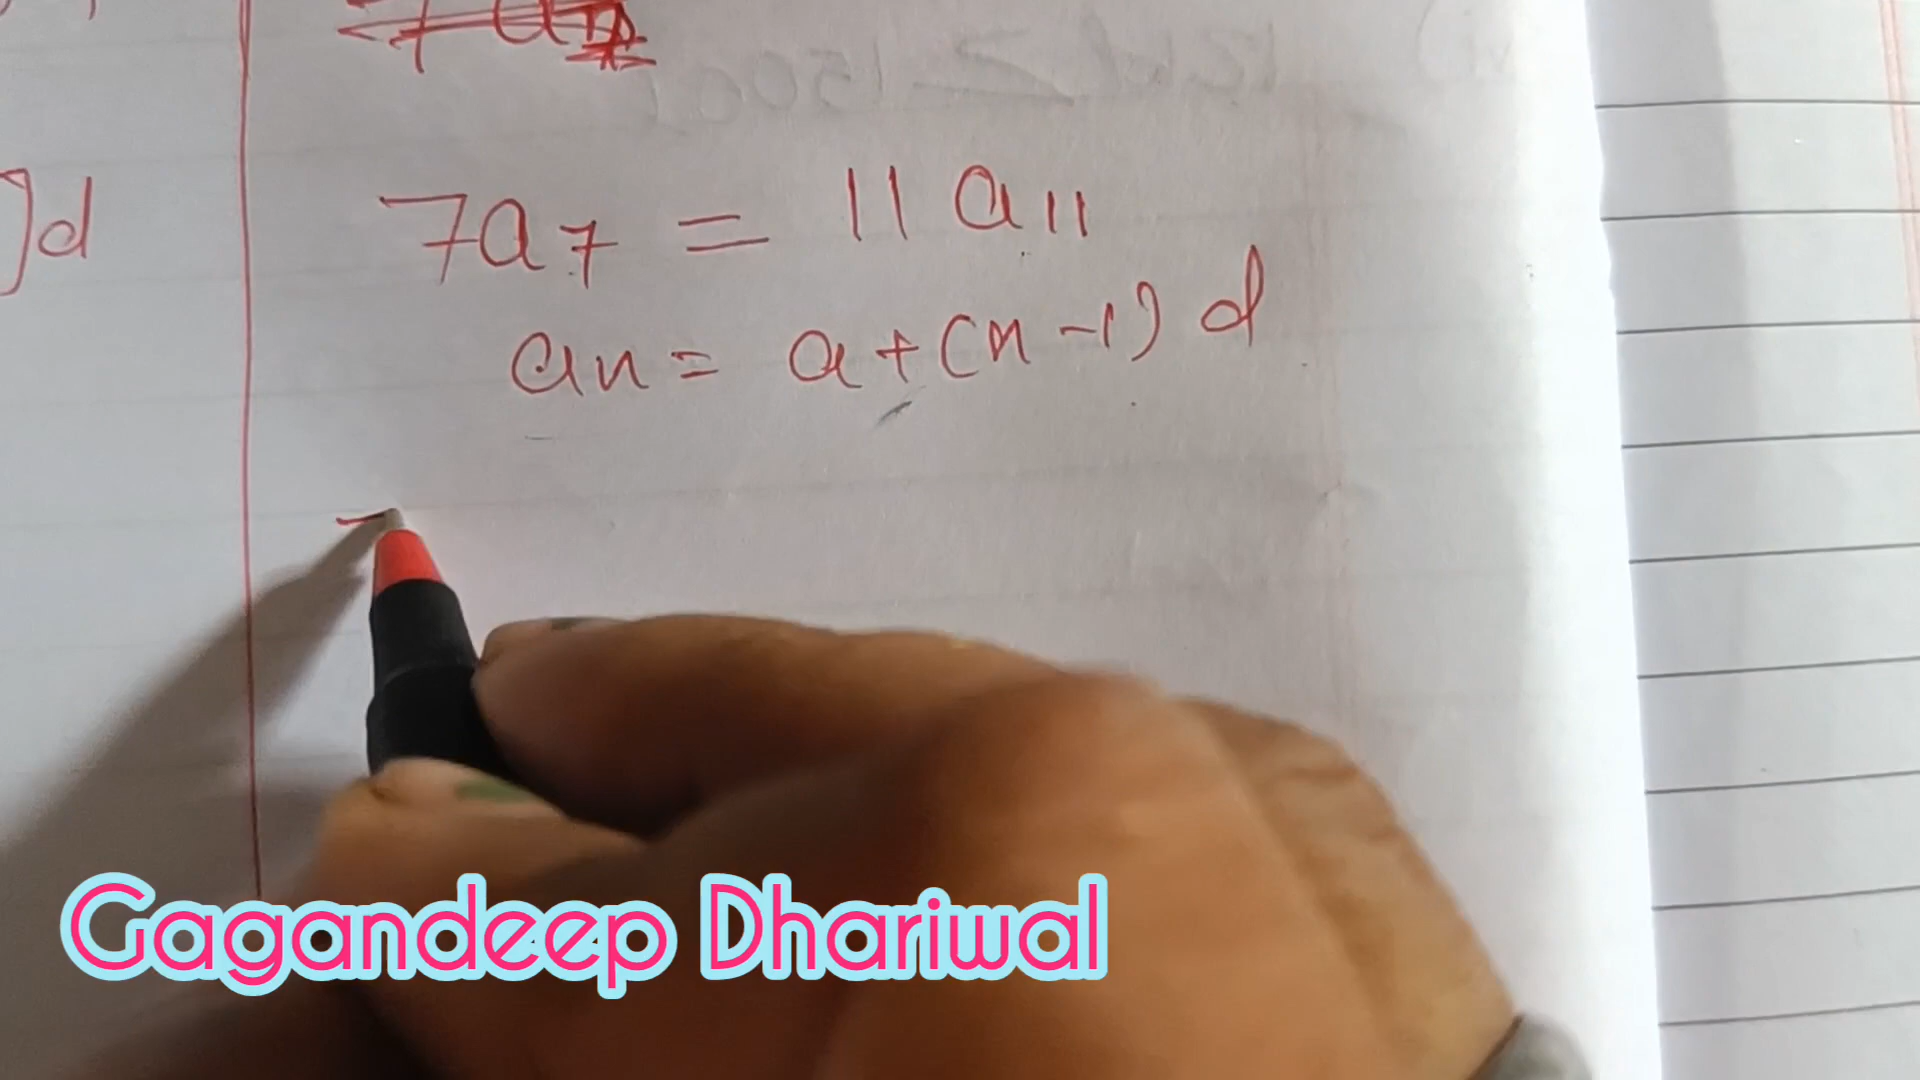 7a7 = 11 a11
]d
an = a + (n - 1) d
Gagandeep Dhariwal